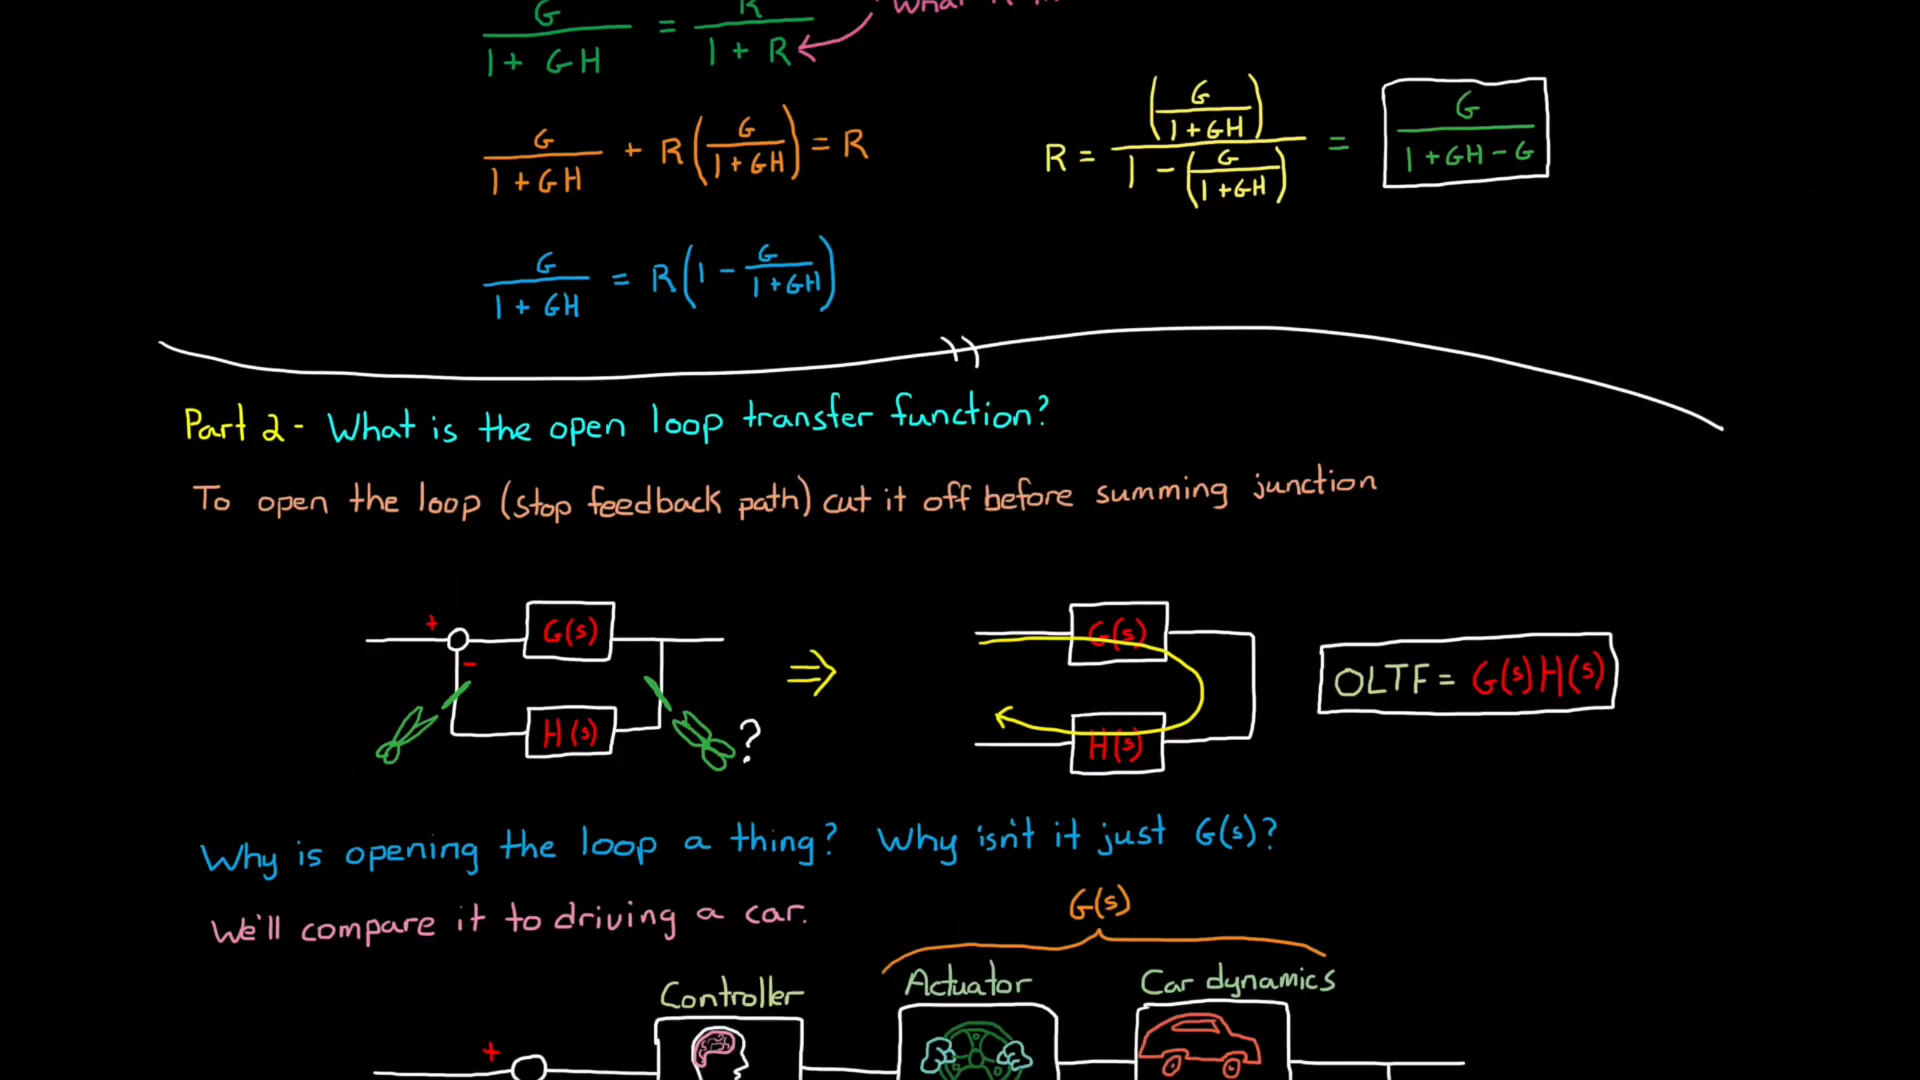 G/(1 + GH) = R/(1 + R)
What
G/(1 + GH) + R(G/(1 + GH)) = R
R = (G/(1 + GH))/(1 - (G/(1 + GH))) = G/(1 + GH - G)
G/(1 + GH) = R(1 - G/(1 + GH))
Part 2 - What is the open loop transfer function?
To open the loop (stop feedback path) cut it off before summing junction
+ G(s)
-
H(s) ?
⇒
G(s)
H(s)
OLTF = G(s)H(s)
Why is opening the loop a thing? Why isn't it just G(s)?
We'll compare it to driving a car.
G(s)
Controller Actuator Car dynamics
+